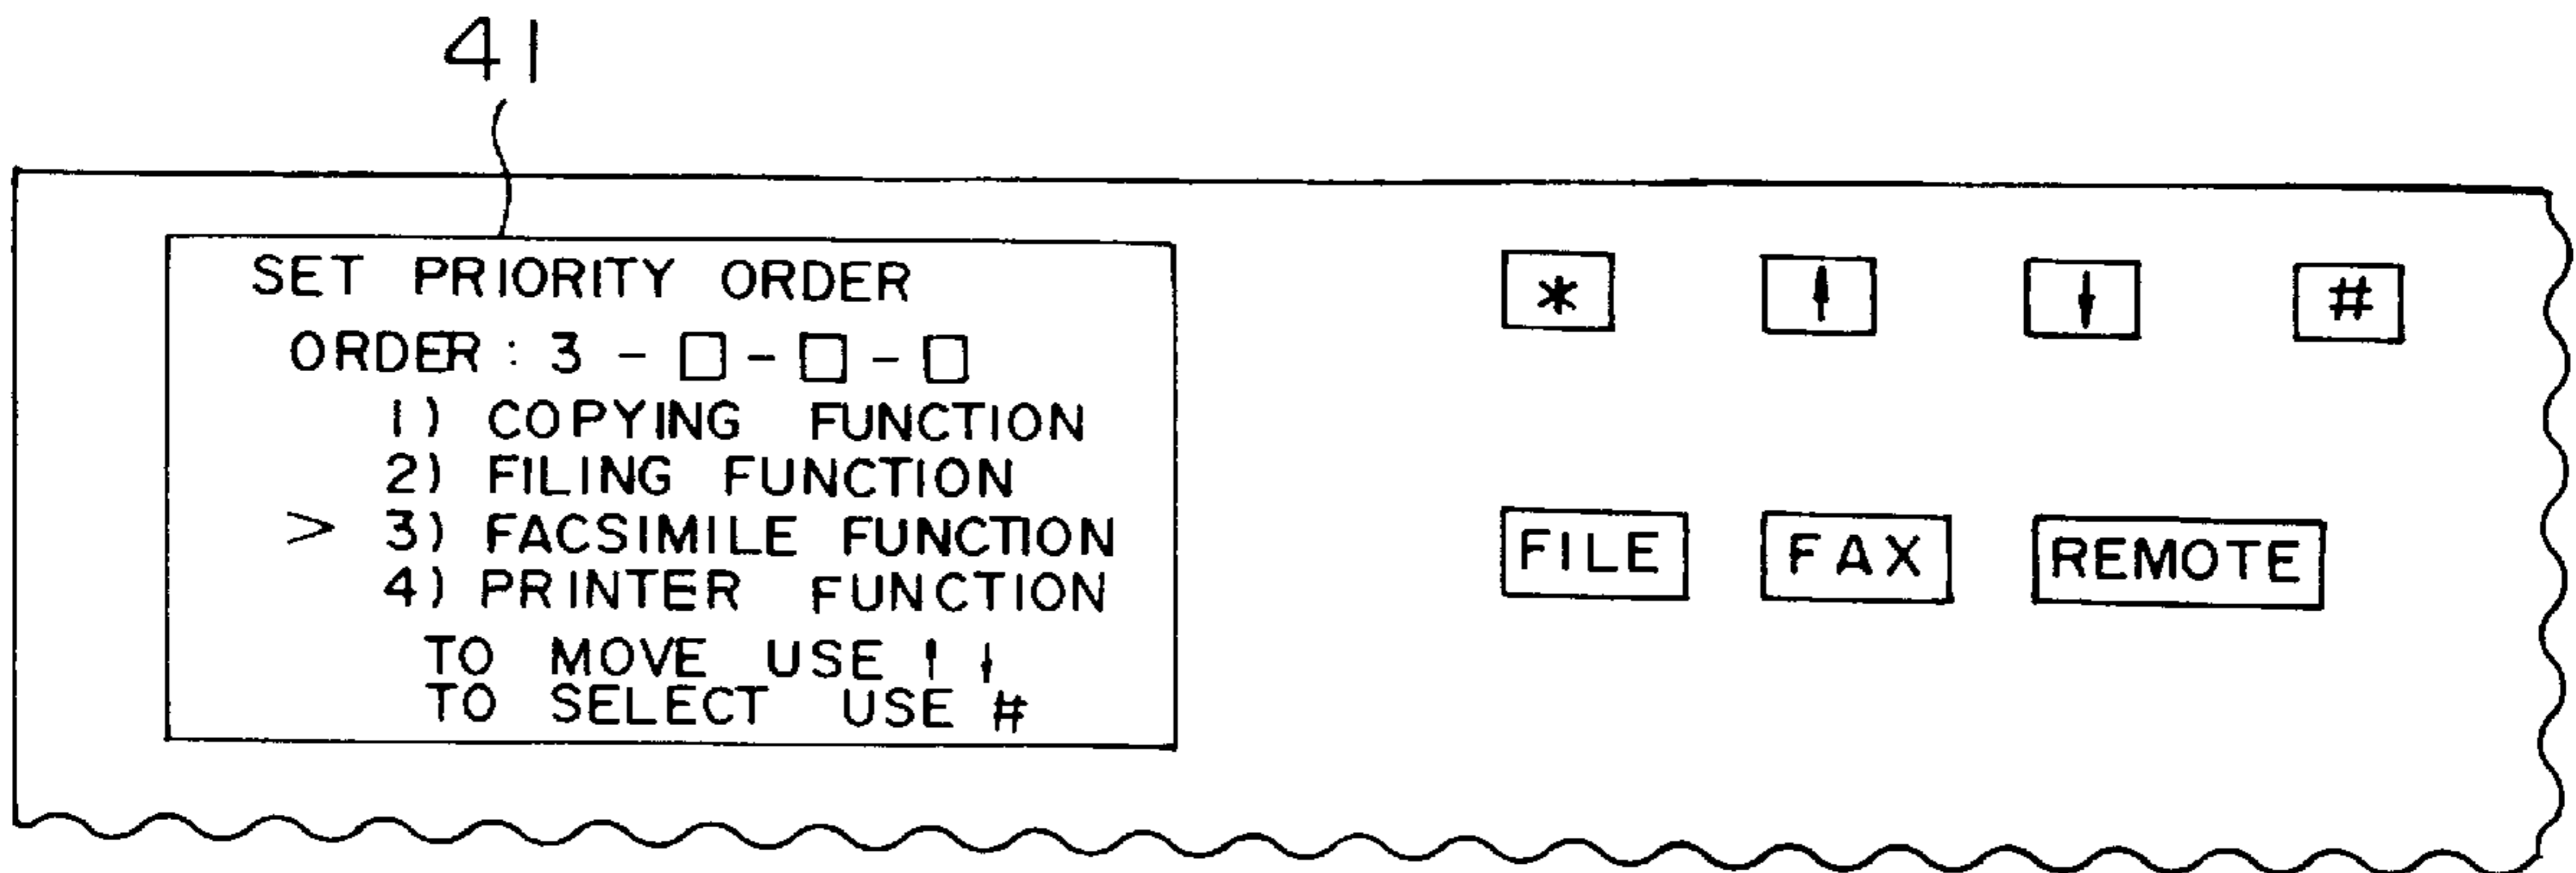 41
SET PRIORITY ORDER
ORDER : 3 - □ - □ - □
1) COPYING FUNCTION
2) FILING FUNCTION
> 3) FACSIMILE FUNCTION
4) PRINTER FUNCTION
TO MOVE USE ↑ ↓
TO SELECT USE #
* ↑ ↓ #
FILE FAX REMOTE